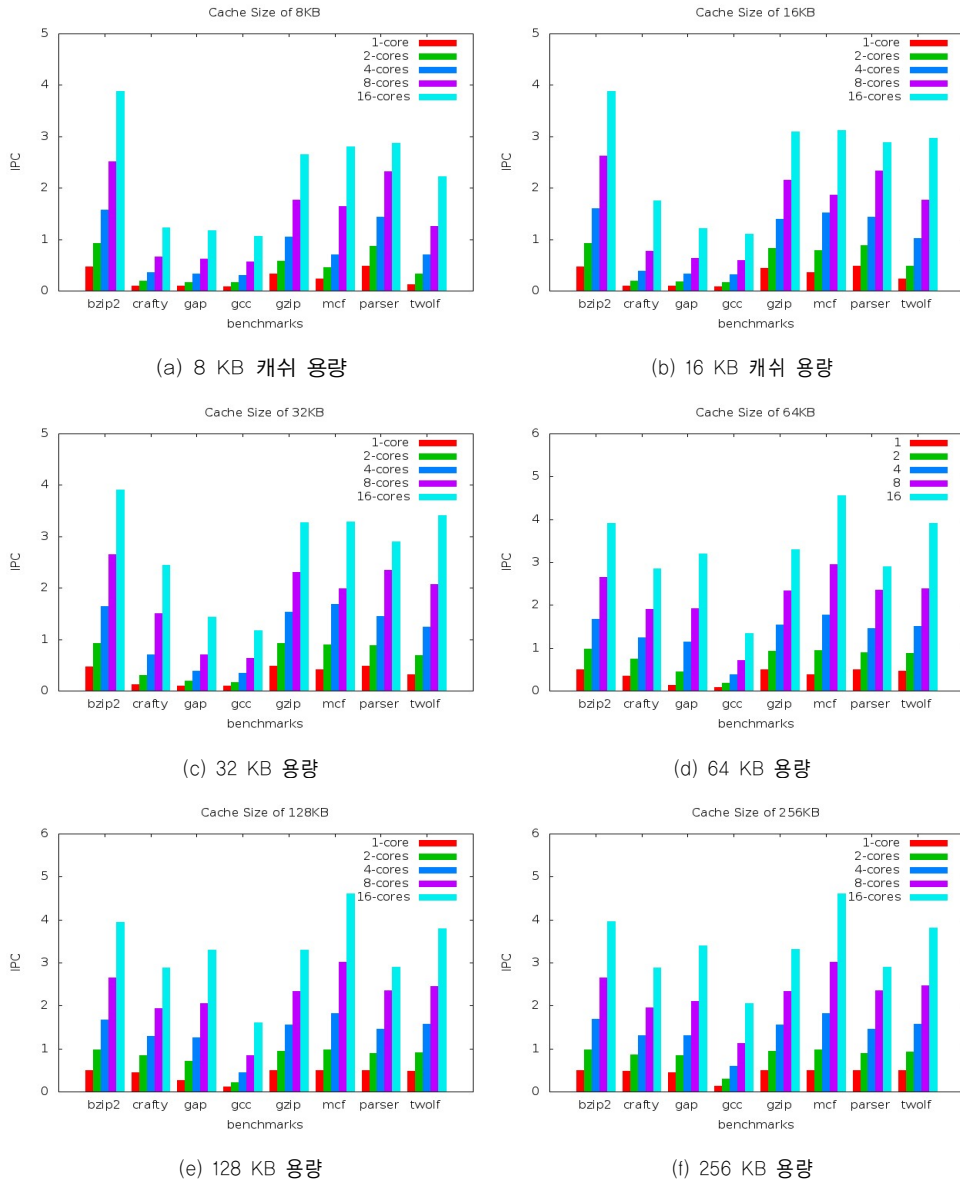 Cache Size of 8KB
IPC
5
4
3
2
1
0
1-core
2-cores
4-cores
8-cores
16-cores
bzip2 crafty gap gcc gzip mcf parser twolf
benchmarks
(a) 8 KB 캐쉬 용량
Cache Size of 16KB
IPC
5
4
3
2
1
0
1-core
2-cores
4-cores
8-cores
16-cores
bzip2 crafty gap gcc gzip mcf parser twolf
benchmarks
(b) 16 KB 캐쉬 용량
Cache Size of 32KB
IPC
5
4
3
2
1
0
1-core
2-cores
4-cores
8-cores
16-cores
bzip2 crafty gap gcc gzip mcf parser twolf
benchmarks
(c) 32 KB 용량
Cache Size of 64KB
IPC
6
5
4
3
2
1
0
1
2
4
8
16
bzip2 crafty gap gcc gzip mcf parser twolf
benchmarks
(d) 64 KB 용량
Cache Size of 128KB
IPC
6
5
4
3
2
1
0
1-core
2-cores
4-cores
8-cores
16-cores
bzip2 crafty gap gcc gzip mcf parser twolf
benchmarks
(e) 128 KB 용량
Cache Size of 256KB
IPC
6
5
4
3
2
1
0
1-core
2-cores
4-cores
8-cores
16-cores
bzip2 crafty gap gcc gzip mcf parser twolf
benchmarks
(f) 256 KB 용량